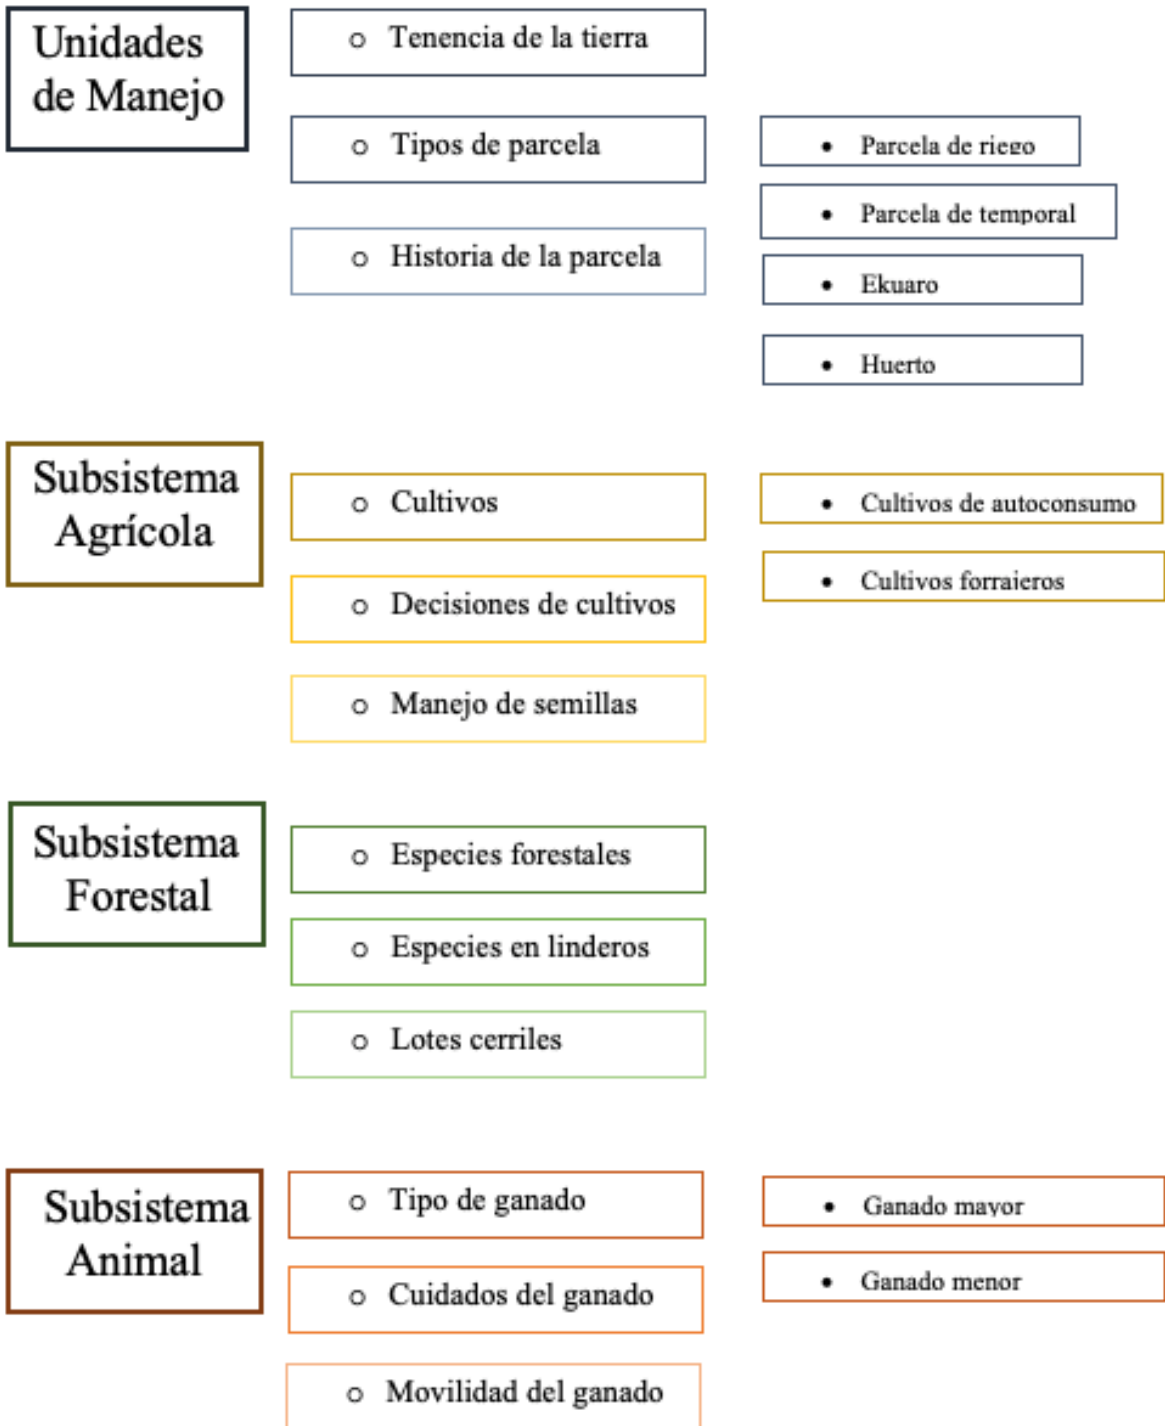 Unidades
de Manejo
o Tenencia de la tierra
o Tipos de parcela
• Parcela de riego
• Parcela de temporal
o Historia de la parcela
• Ekuaro
• Huerto
Subsistema
Agrícola
o Cultivos
• Cultivos de autoconsumo
• Cultivos forrajeros
o Decisiones de cultivos
o Manejo de semillas
Subsistema
Forestal
o Especies forestales
o Especies en linderos
o Lotes cerriles
Subsistema
Animal
o Tipo de ganado
• Ganado mayor
• Ganado menor
o Cuidados del ganado
o Movilidad del ganado